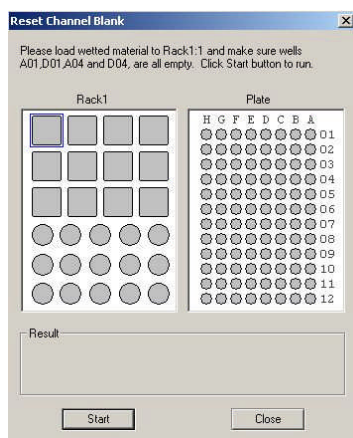 Reset Channel Blank
Please load wetted material to Rack1:1 and make sure wells
A01,D01,A04 and D04, are all empty. Click Start button to run.
Rack1
Plate
H G F E D C B A
01
02
03
04
05
06
07
08
09
10
11
12
Result
Start
Close